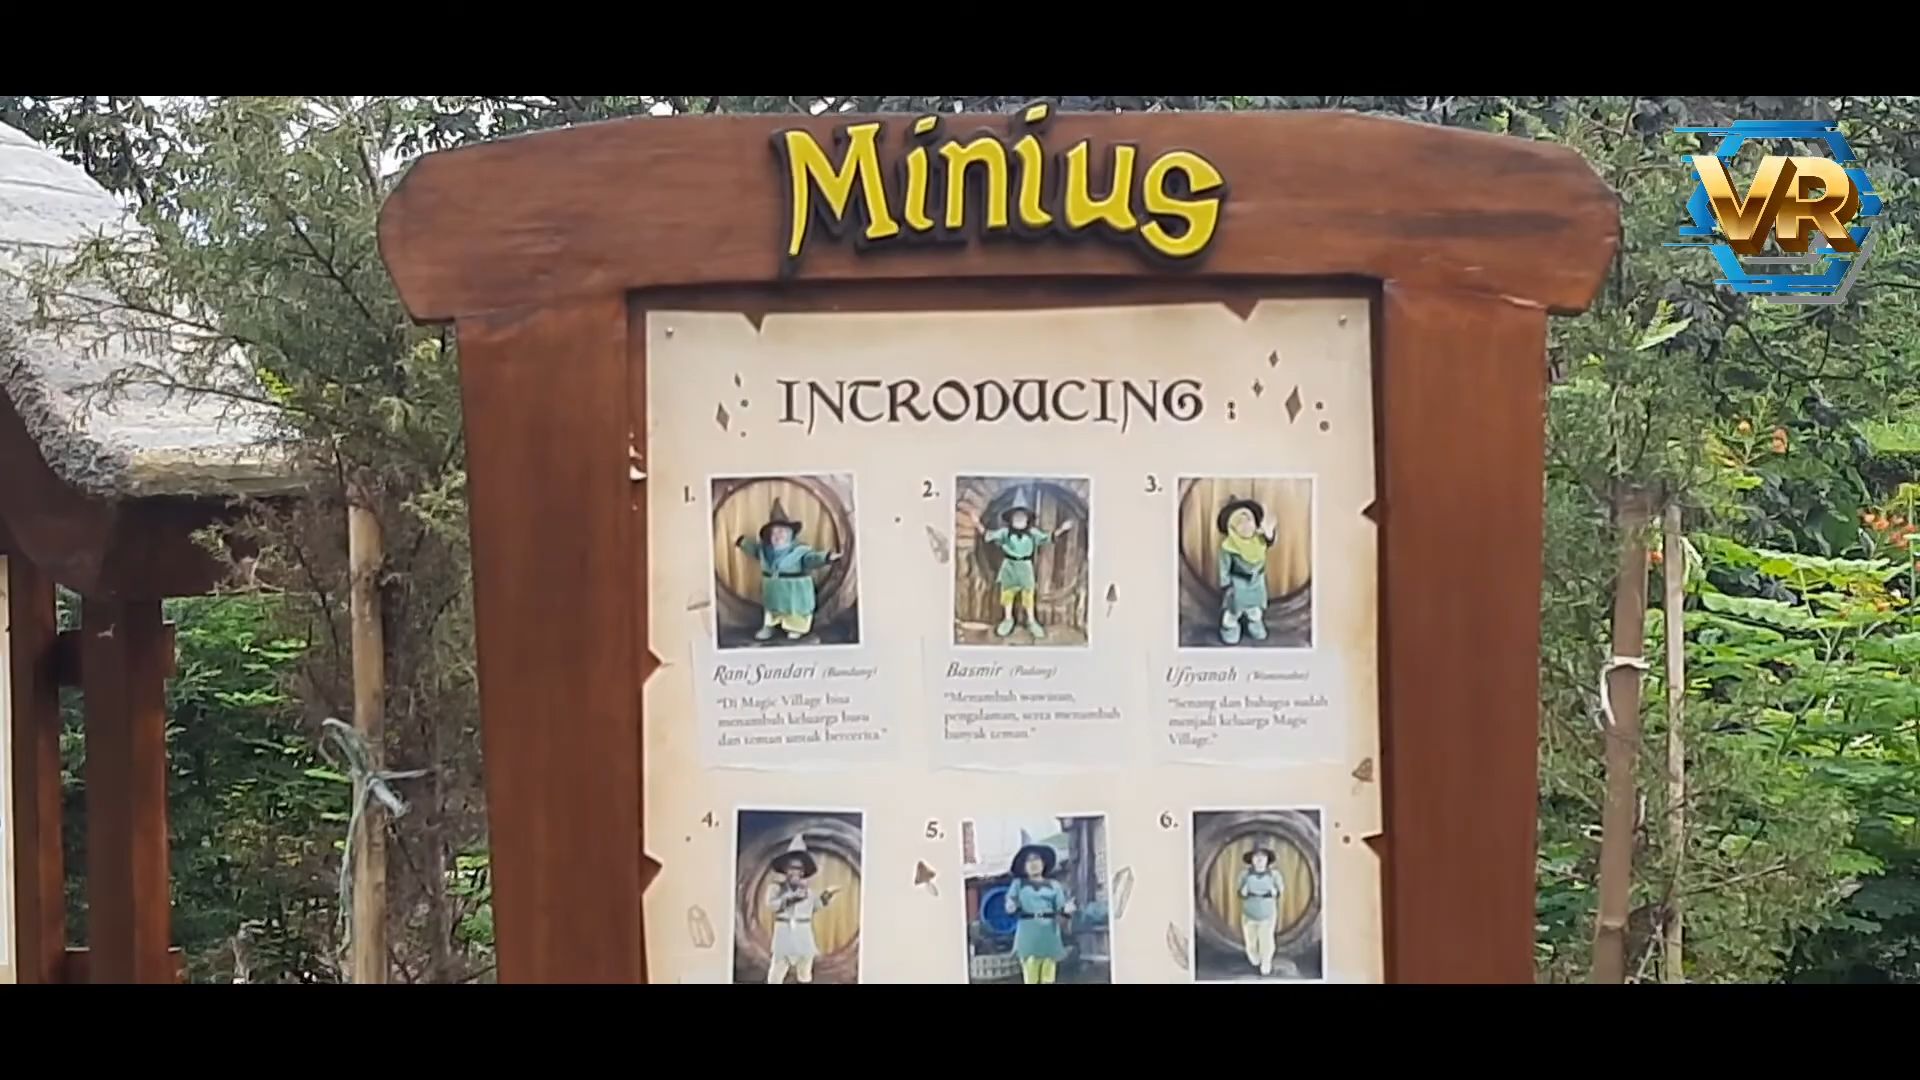 Minius
VR
INTRODUCING :
1.
2.
3.
Rani Sundari (Bandung)
"Di Magic Village bisa
menambah keluarga baru
dan teman untuk bercerita."
Basmir (Padang)
"Menambah wawasan,
pengalaman, serta menambah
banyak teman."
Ufiyanah
"Senang dan bahagia sudah
menjadi keluarga Magic
Village."
4.
5.
6.